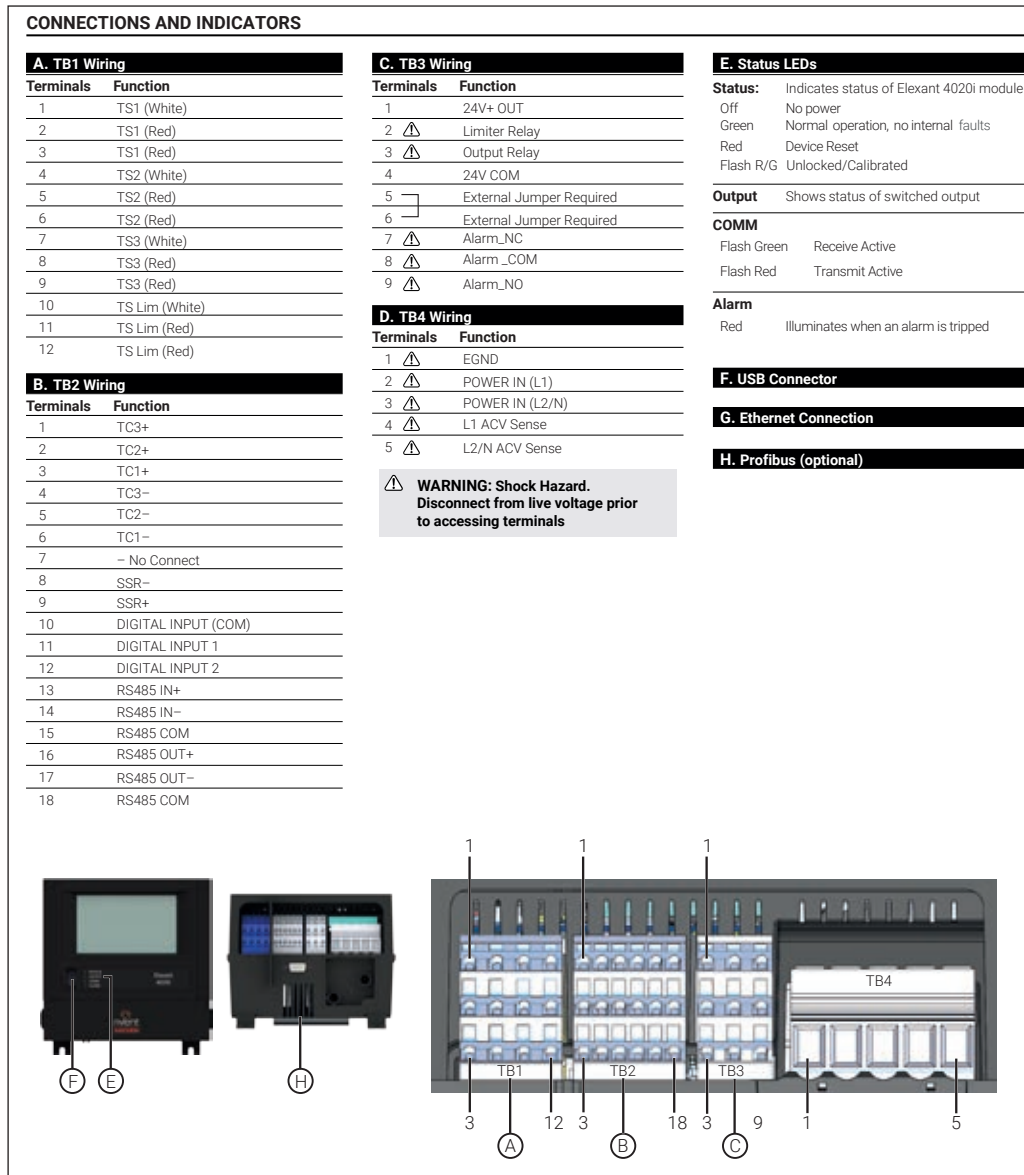 CONNECTIONS AND INDICATORS
A. TB1 Wiring
Terminals Function
1 TS1 (White)
2 TS1 (Red)
3 TS1 (Red)
4 TS2 (White)
5 TS2 (Red)
6 TS2 (Red)
7 TS3 (White)
8 TS3 (Red)
9 TS3 (Red)
10 TS Lim (White)
11 TS Lim (Red)
12 TS Lim (Red)
B. TB2 Wiring
Terminals Function
1 TC3+
2 TC2+
3 TC1+
4 TC3–
5 TC2–
6 TC1–
7 – No Connect
8 SSR–
9 SSR+
10 DIGITAL INPUT (COM)
11 DIGITAL INPUT 1
12 DIGITAL INPUT 2
13 RS485 IN+
14 RS485 IN–
15 RS485 COM
16 RS485 OUT+
17 RS485 OUT–
18 RS485 COM
C. TB3 Wiring
Terminals Function
1 24V+ OUT
2 ⚠ Limiter Relay
3 ⚠ Output Relay
4 24V COM
5 External Jumper Required
6 External Jumper Required
7 ⚠ Alarm_NC
8 ⚠ Alarm _COM
9 ⚠ Alarm_NO
D. TB4 Wiring
Terminals Function
1 ⚠ EGND
2 ⚠ POWER IN (L1)
3 ⚠ POWER IN (L2/N)
4 ⚠ L1 ACV Sense
5 ⚠ L2/N ACV Sense
⚠ WARNING: Shock Hazard.
Disconnect from live voltage prior
to accessing terminals
E. Status LEDs
Status: Indicates status of Elexant 4020i module
Off No power
Green Normal operation, no internal faults
Red Device Reset
Flash R/G Unlocked/Calibrated
Output Shows status of switched output
COMM
Flash Green Receive Active
Flash Red Transmit Active
Alarm
Red Illuminates when an alarm is tripped
F. USB Connector
G. Ethernet Connection
H. Profibus (optional)
F E H
1 1 1
TB4
TB1 TB2 TB3
3 12 3 18 3 9 1 5
A B C